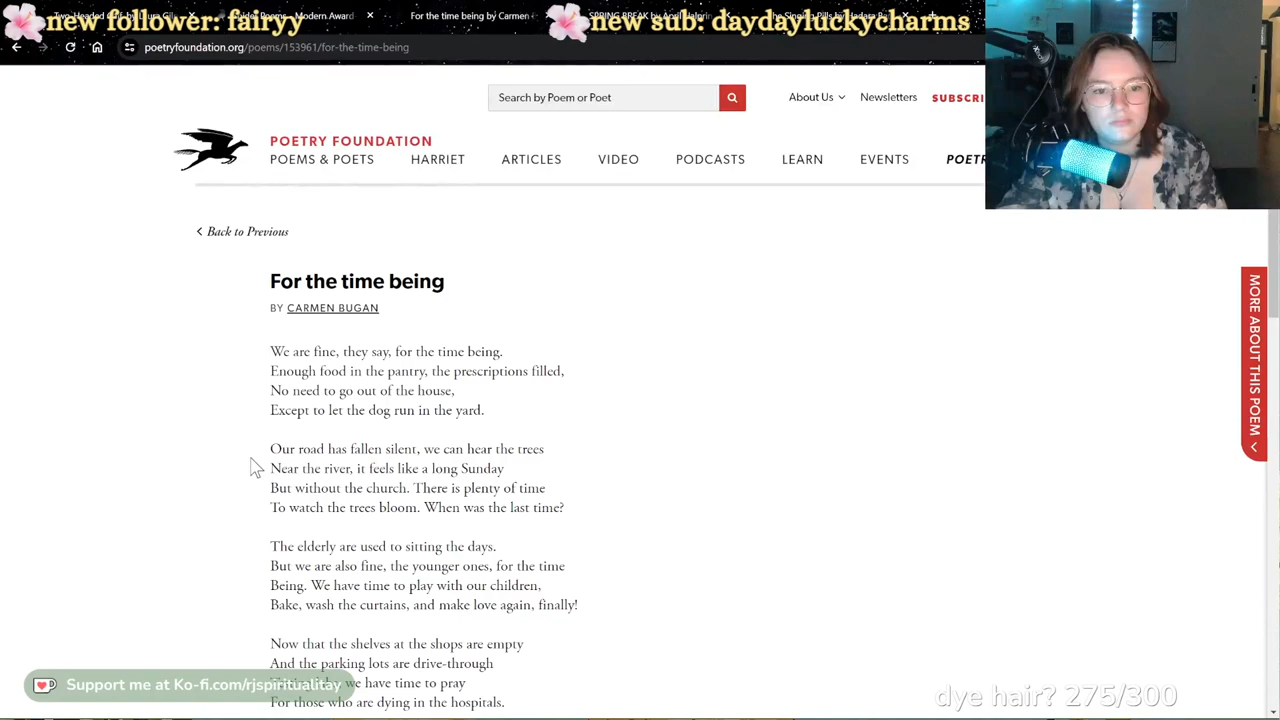 new follower: fairyy
new sub: daydayluckycharms
Modern Award
For the time being by Carmen
SPRING BREAK by April
poetryfoundation.org/poems/153961/for-the-time-being
Search by Poem or Poet
About Us
Newsletters
SUBSCRI
POETRY FOUNDATION
POEMS & POETS
HARRIET
ARTICLES
VIDEO
PODCASTS
LEARN
EVENTS
POETR
Back to Previous
For the time being
BY CARMEN BUGAN
We are fine, they say, for the time being.
Enough food in the pantry, the prescriptions filled,
No need to go out of the house,
Except to let the dog run in the yard.
Our road has fallen silent, we can hear the trees
Near the river, it feels like a long Sunday
But without the church. There is plenty of time
To watch the trees bloom. When was the last time?
The elderly are used to sitting the days.
But we are also fine, the younger ones, for the time
Being. We have time to play with our children,
Bake, wash the curtains, and make love again, finally!
Now that the shelves at the shops are empty
And the parking lots are drive-through
we have time to pray
For those who are dying in the hospitals.
MORE ABOUT THIS POEM
Support me at Ko-fi.com/rjspiritualitay
dye hair? 275/300